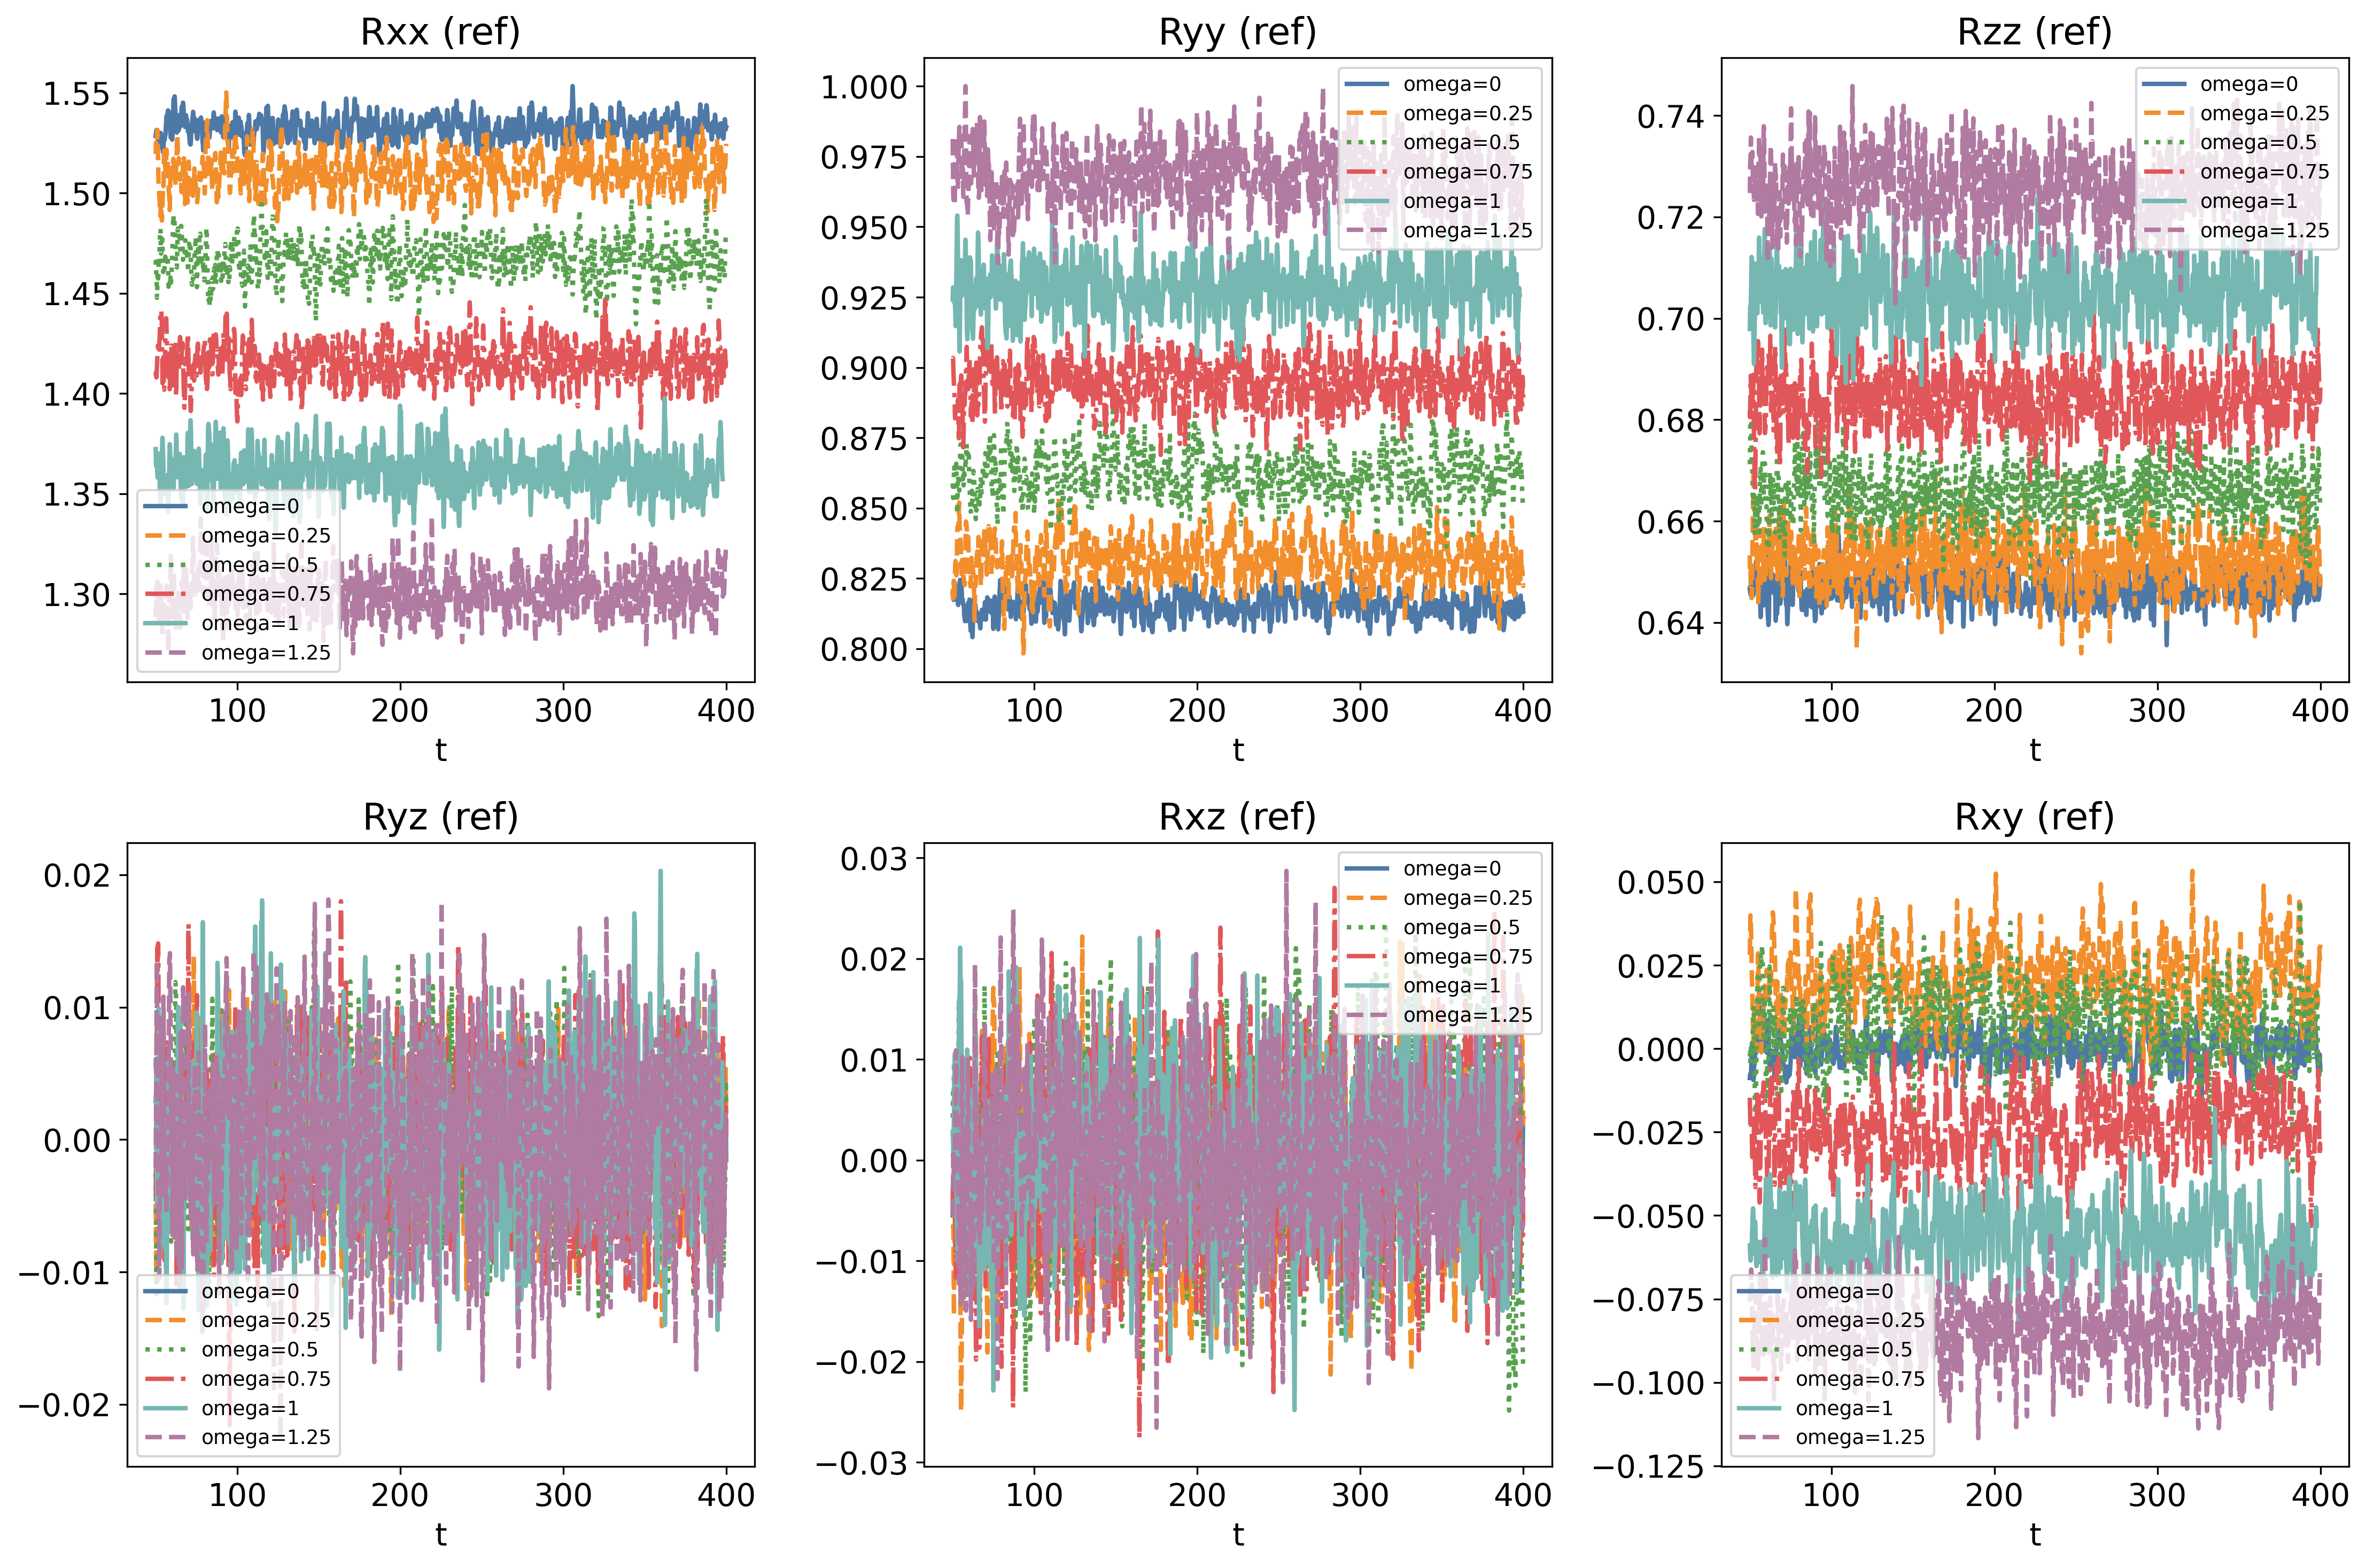 Rxx (ref)
1.55
1.50
1.45
1.40
1.35
1.30
omega=0
omega=0.25
omega=0.5
omega=0.75
omega=1
omega=1.25
100 200 300 400
t
Ryy (ref)
1.000
0.975
0.950
0.925
0.900
0.875
0.850
0.825
0.800
omega=0
omega=0.25
omega=0.5
omega=0.75
omega=1
omega=1.25
100 200 300 400
t
Rzz (ref)
0.74
0.72
0.70
0.68
0.66
0.64
omega=0
omega=0.25
omega=0.5
omega=0.75
omega=1
omega=1.25
100 200 300 400
t
Ryz (ref)
0.02
0.01
0.00
−0.01
−0.02
omega=0
omega=0.25
omega=0.5
omega=0.75
omega=1
omega=1.25
100 200 300 400
t
Rxz (ref)
0.03
0.02
0.01
0.00
−0.01
−0.02
−0.03
omega=0
omega=0.25
omega=0.5
omega=0.75
omega=1
omega=1.25
100 200 300 400
t
Rxy (ref)
0.050
0.025
0.000
−0.025
−0.050
−0.075
−0.100
−0.125
omega=0
omega=0.25
omega=0.5
omega=0.75
omega=1
omega=1.25
100 200 300 400
t